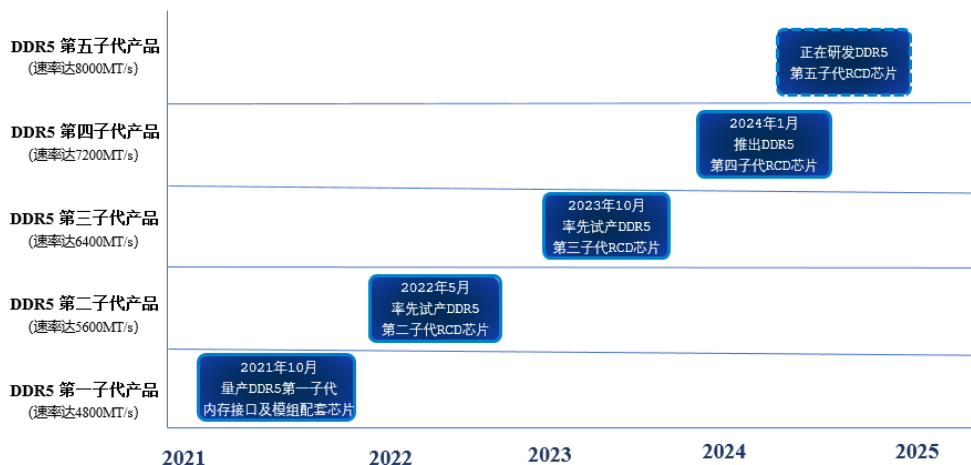 DDR5 第五子代产品
(速率达8000MT/s)
正在研发DDR5
第五子代RCD芯片
DDR5 第四子代产品
(速率达7200MT/s)
2024年1月
推出DDR5
第四子代RCD芯片
DDR5 第三子代产品
(速率达6400MT/s)
2023年10月
率先试产DDR5
第三子代RCD芯片
DDR5 第二子代产品
(速率达5600MT/s)
2022年5月
率先试产DDR5
第二子代RCD芯片
DDR5 第一子代产品
(速率达4800MT/s)
2021年10月
量产DDR5第一子代
内存接口及模组配套芯片
2021
2022
2023
2024
2025